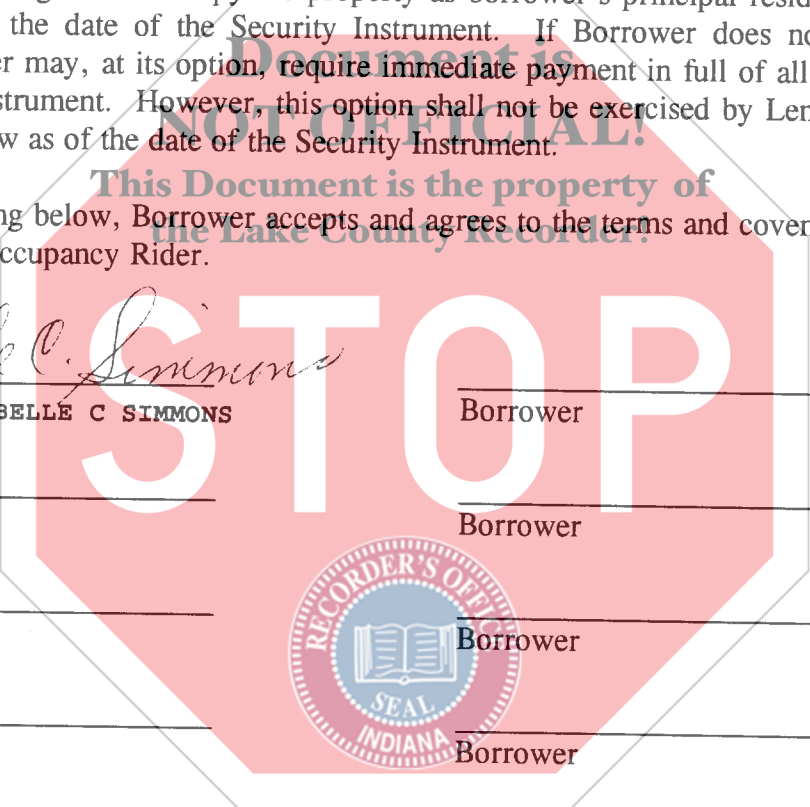 the date of the Security Instrument. If Borrower does no
er may, at its option, require immediate payment in full of all
strument. However, this option shall not be exercised by Len
w as of the date of the Security Instrument.
Document is
NOT OFFICIAL!
This Document is the property of
the Lake County Recorder!
ng below, Borrower accepts and agrees to the terms and coven
ccupancy Rider.
C. Simmons
BELLE C SIMMONS
Borrower
Borrower
Borrower
Borrower
STOP
RECORDER'S OFFICE
SEAL
INDIANA